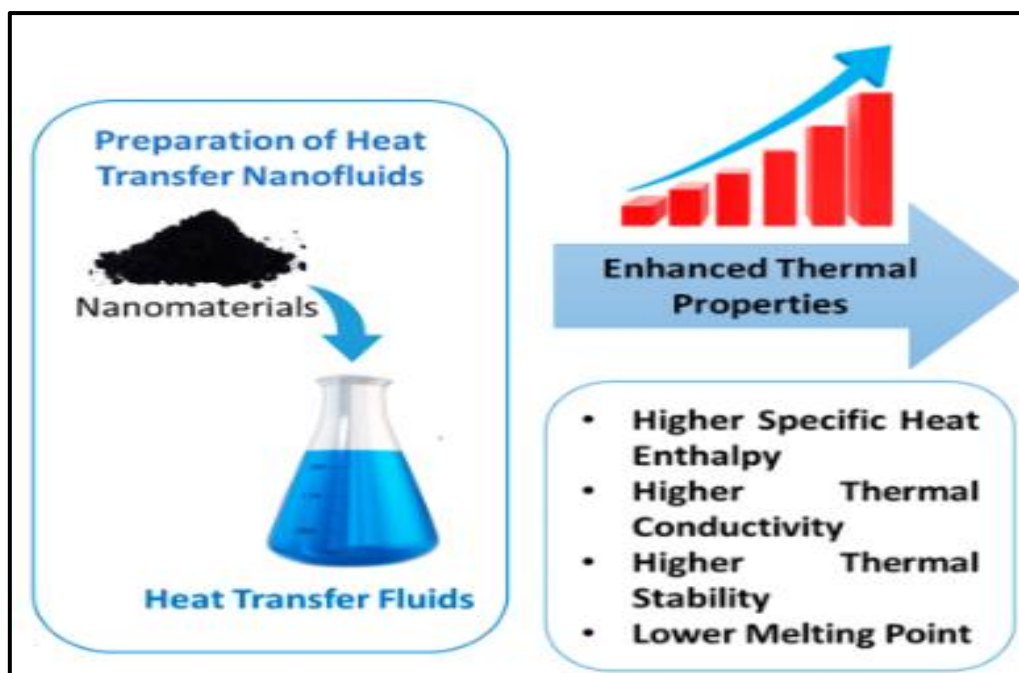 Preparation of Heat
Transfer Nanofluids
Nanomaterials
Heat Transfer Fluids
Enhanced Thermal
Properties
• Higher Specific Heat
Enthalpy
• Higher Thermal
Conductivity
• Higher Thermal
Stability
• Lower Melting Point